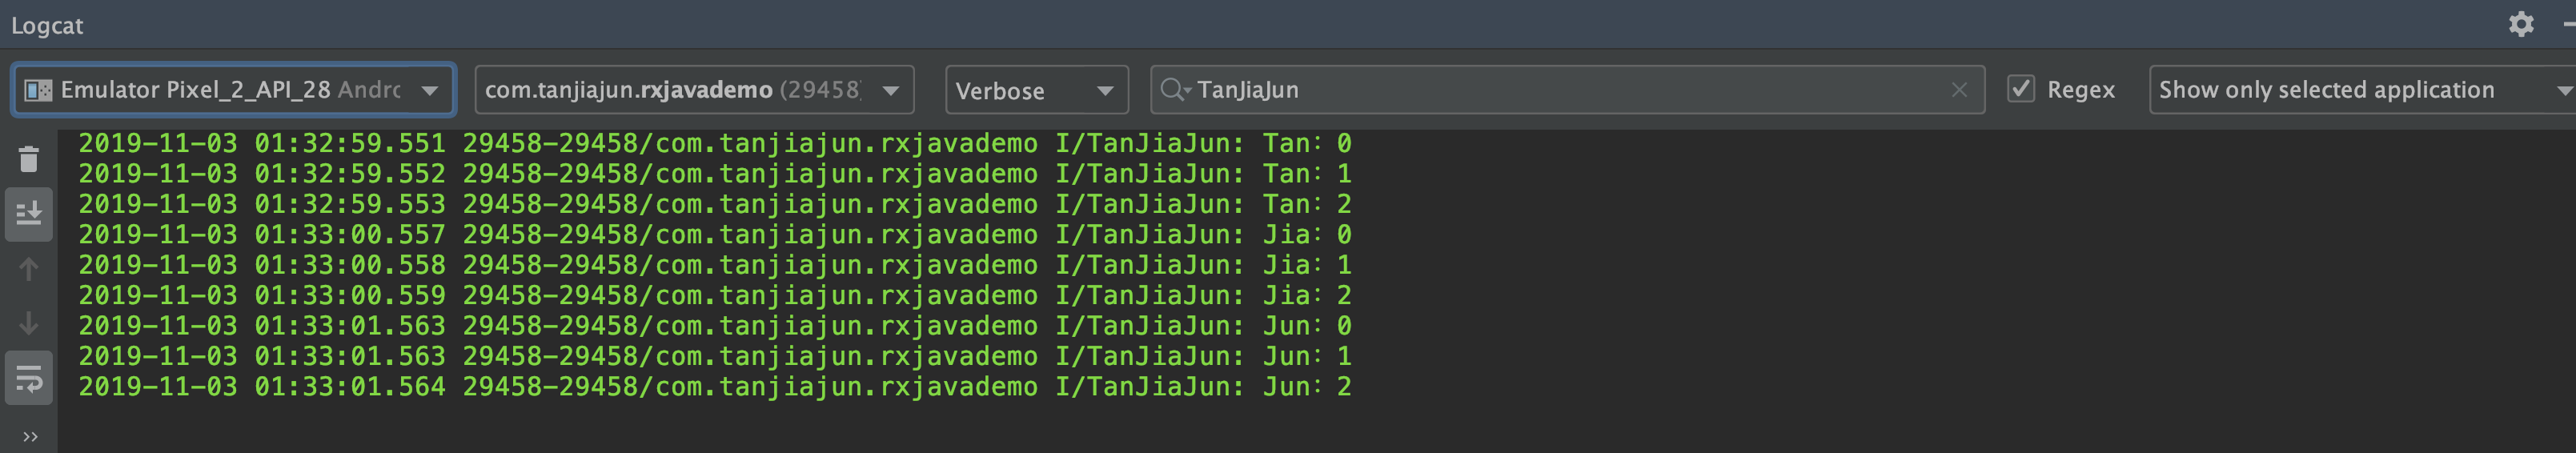 Logcat
Emulator Pixel_2_API_28 Andrc com.tanjiajun.rxjavademo (29458) Verbose TanJiaJun Regex Show only selected application
2019-11-03 01:32:59.551 29458-29458/com.tanjiajun.rxjavademo I/TanJiaJun: Tan：0
2019-11-03 01:32:59.552 29458-29458/com.tanjiajun.rxjavademo I/TanJiaJun: Tan：1
2019-11-03 01:32:59.553 29458-29458/com.tanjiajun.rxjavademo I/TanJiaJun: Tan：2
2019-11-03 01:33:00.557 29458-29458/com.tanjiajun.rxjavademo I/TanJiaJun: Jia：0
2019-11-03 01:33:00.558 29458-29458/com.tanjiajun.rxjavademo I/TanJiaJun: Jia：1
2019-11-03 01:33:00.559 29458-29458/com.tanjiajun.rxjavademo I/TanJiaJun: Jia：2
2019-11-03 01:33:01.563 29458-29458/com.tanjiajun.rxjavademo I/TanJiaJun: Jun：0
2019-11-03 01:33:01.563 29458-29458/com.tanjiajun.rxjavademo I/TanJiaJun: Jun：1
2019-11-03 01:33:01.564 29458-29458/com.tanjiajun.rxjavademo I/TanJiaJun: Jun：2